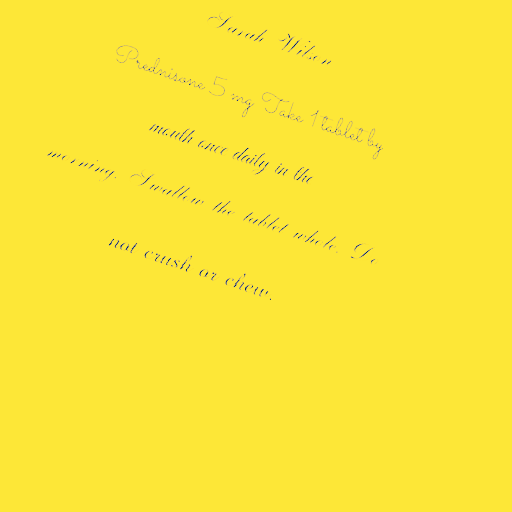 Sarah Wilson
Prednisone 5 mg Take 1 tablet by
mouth once daily in the
morning. Swallow the tablet whole. Do
not crush or chew.